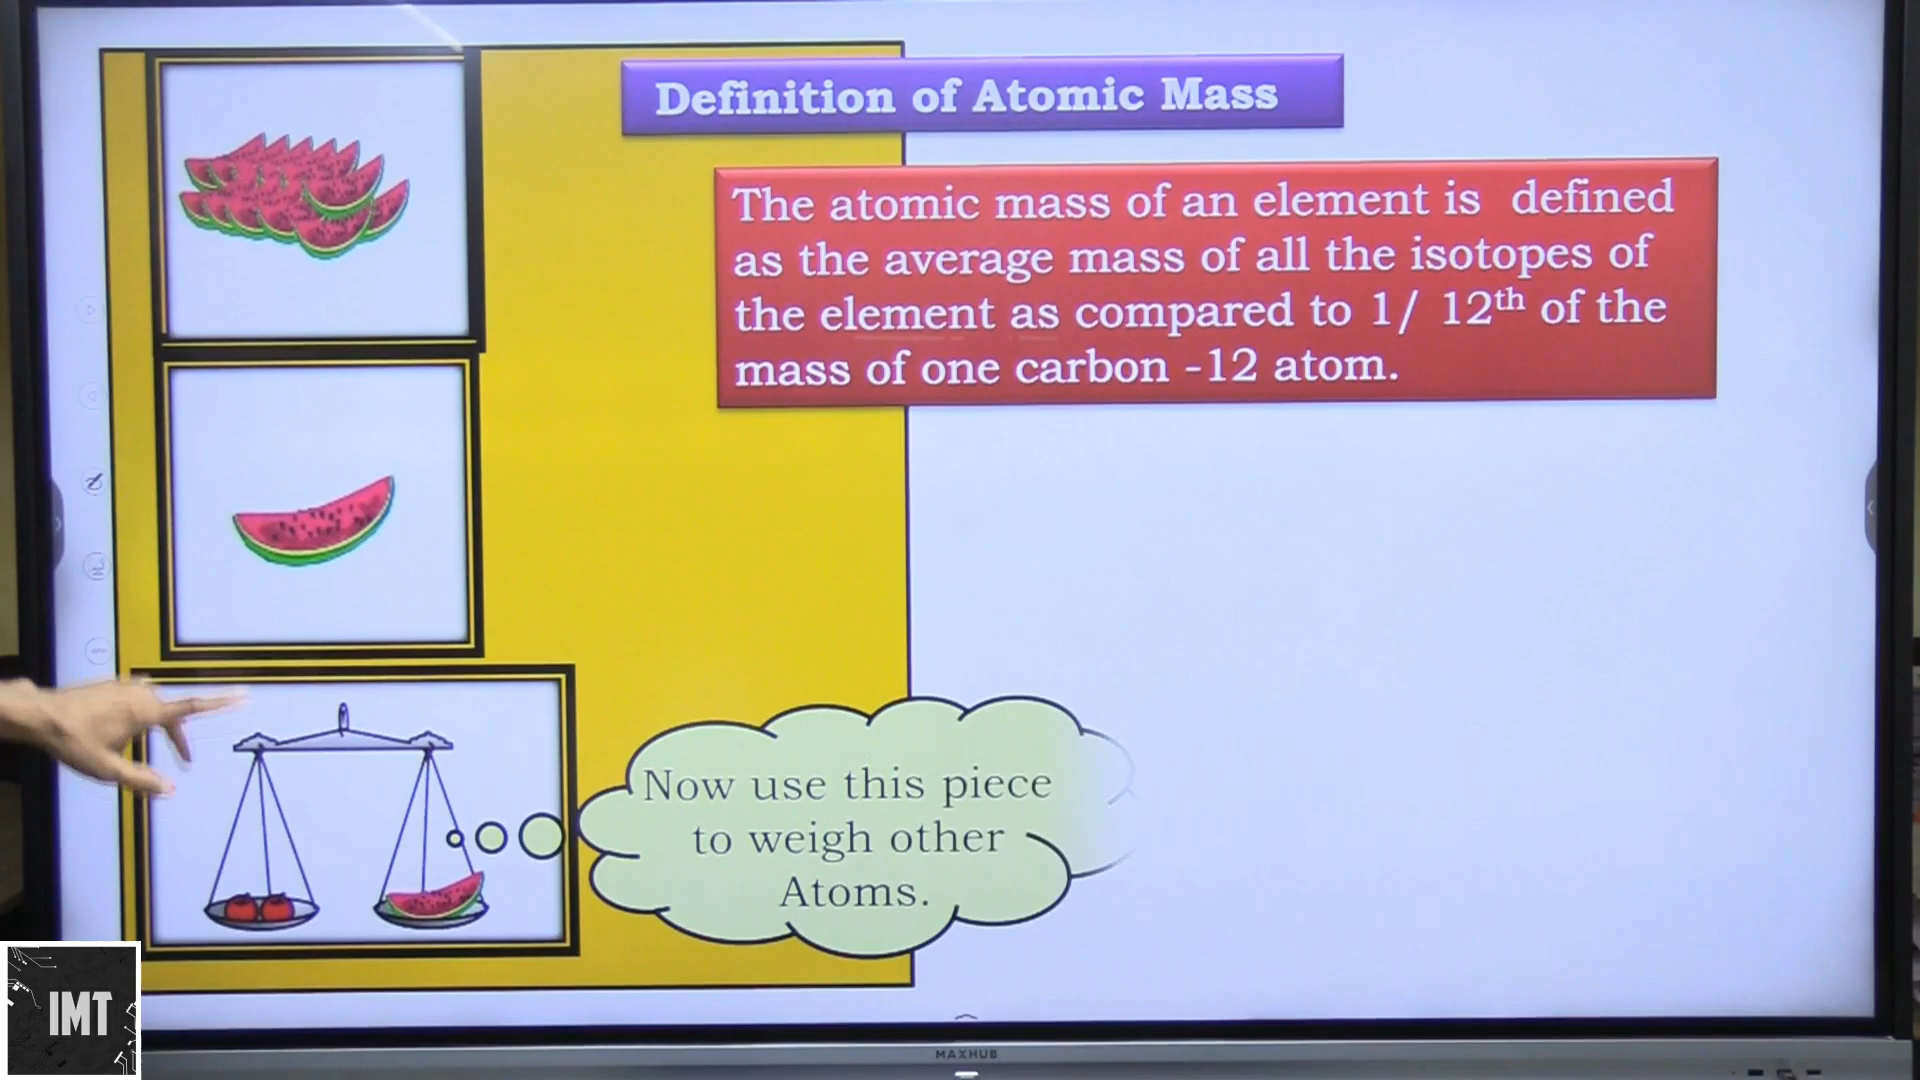 Definition of Atomic Mass
The atomic mass of an element is defined
as the average mass of all the isotopes of
the element as compared to 1/ 12th of the
mass of one carbon -12 atom.
Now use this piece
to weigh other
Atoms.
IMT
MAXHUB